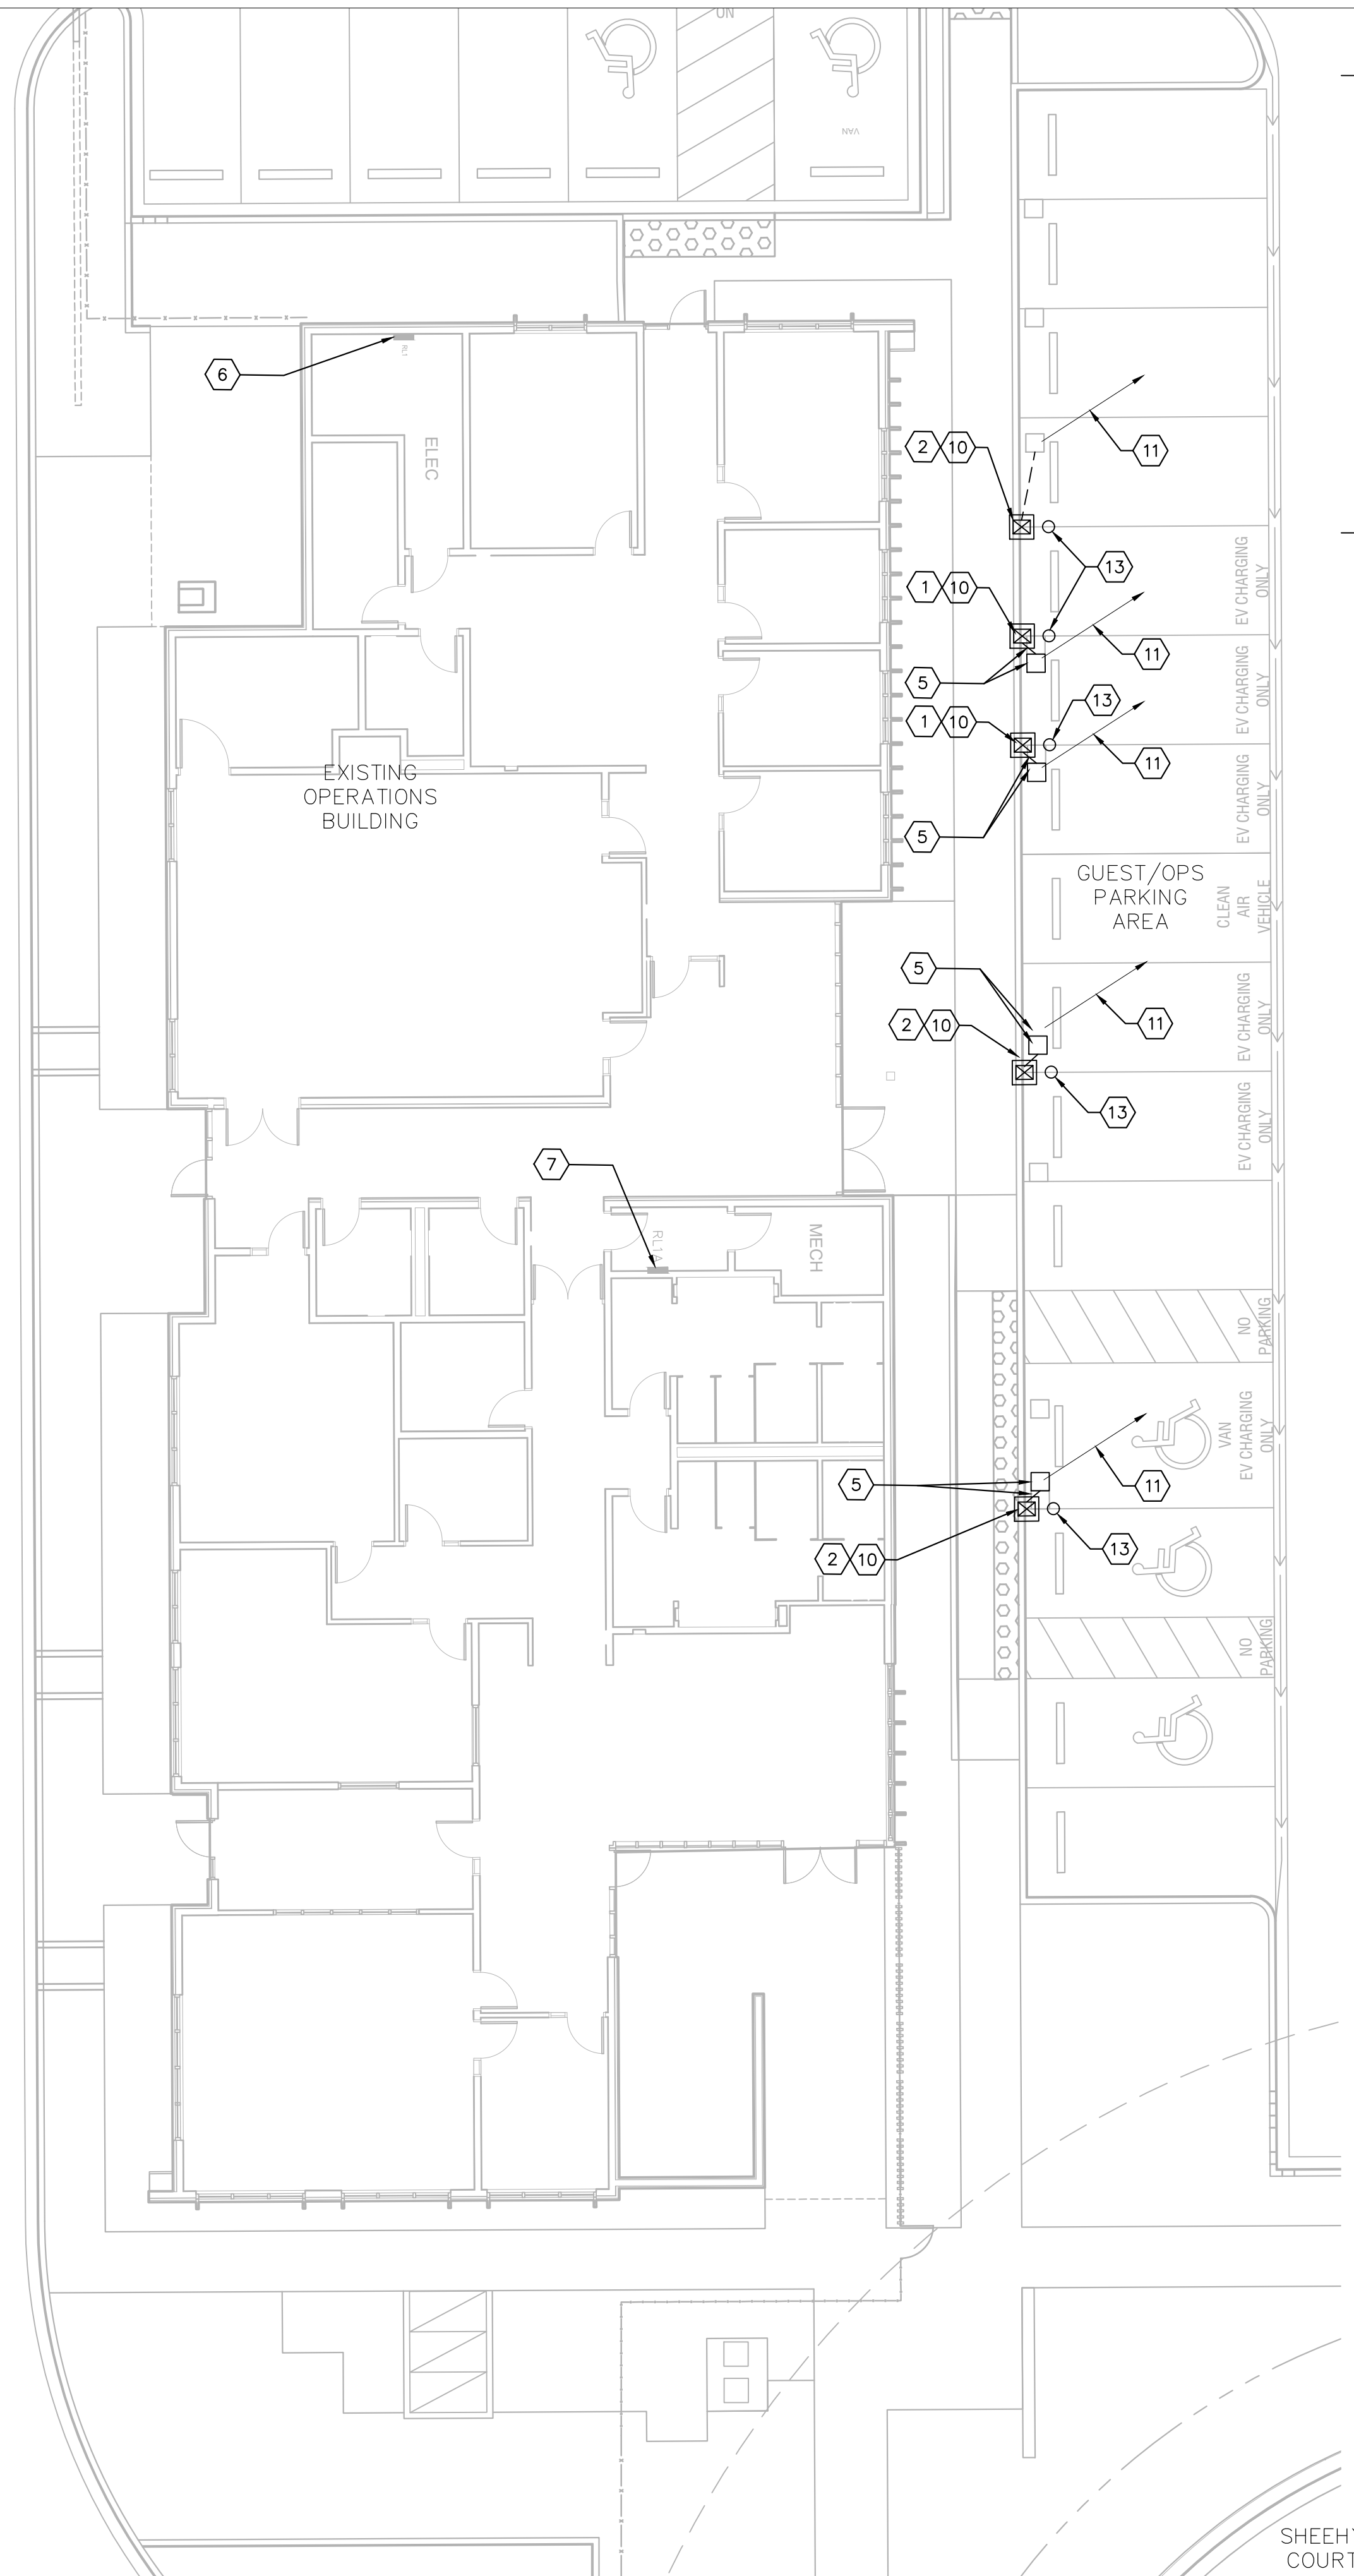 NO
VAN
6
RL1
ELEC
2 10
11
13
1 10
11
5
13
1 10
11
5
EV CHARGING
ONLY
EV CHARGING
ONLY
EV CHARGING
ONLY
EXISTING
OPERATIONS
BUILDING
GUEST/OPS
PARKING
AREA
CLEAN
AIR
VEHICLE
5
2 10
11
13
EV CHARGING
ONLY
EV CHARGING
ONLY
7
RL1A
MECH
NO
PARKING
VAN
EV CHARGING
ONLY
5
11
2 10
13
NO
PARKING
SHEEHY
COURT